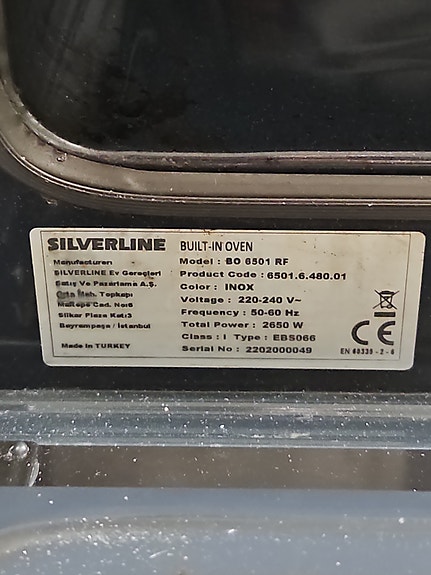 SILVERLINE
Manufacturen
SILVERLINE Ev Gereçleri
Satış Ve Pazarlama A.Ş.
Orta Mah. Topkapı
Maltepe Cad. No:6
Silkar Plaza Kat:3
Bayrampaşa / İstanbul
Made in TURKEY
BUILT-IN OVEN
Model : BO 6501 RF
Product Code : 6501.6.480.01
Color : INOX
Voltage : 220-240 V~
Frequency : 50-60 Hz
Total Power : 2650 W
Class : I Type : EBS066
Serial No : 2202000049
CE
EN 60335 - 2 - 6